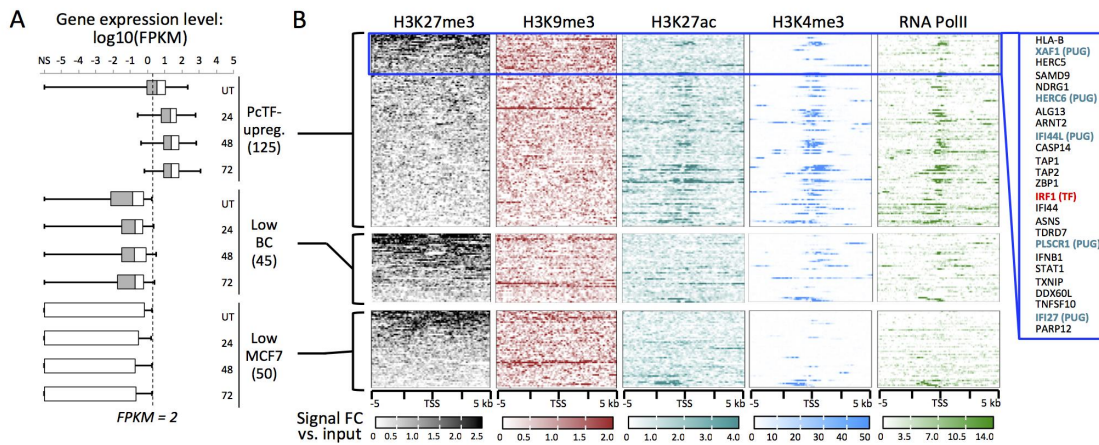 A
Gene expression level:
log10(FPKM)
NS -5 -4 -3 -2 -1 0 1 2 3 4 5
UT
24
48
72
PcTF-
upreg.
(125)
UT
24
48
72
Low
BC
(45)
UT
24
48
72
Low
MCF7
(50)
FPKM = 2
B
H3K27me3 H3K9me3 H3K27ac H3K4me3 RNA PolII
HLA-B
XAF1 (PUG)
HERC5
SAMD9
NDRG1
HERC6 (PUG)
ALG13
ARNT2
IFI44L (PUG)
CASP14
TAP1
TAP2
ZBP1
IRF1 (TF)
IFI44
ASNS
TDRD7
PLSCR1 (PUG)
IFNB1
STAT1
TXNIP
DDX60L
TNFSF10
IFI27 (PUG)
PARP12
-5 TSS 5 kb -5 TSS 5 kb -5 TSS 5 kb -5 TSS 5 kb -5 TSS 5 kb
Signal FC
vs. input
0 0.5 1.0 1.5 2.0 2.5 0 0.5 1.0 1.5 2.0 0 1.0 2.0 3.0 4.0 0 10 20 30 40 50 0 3.5 7.0 10.5 14.0